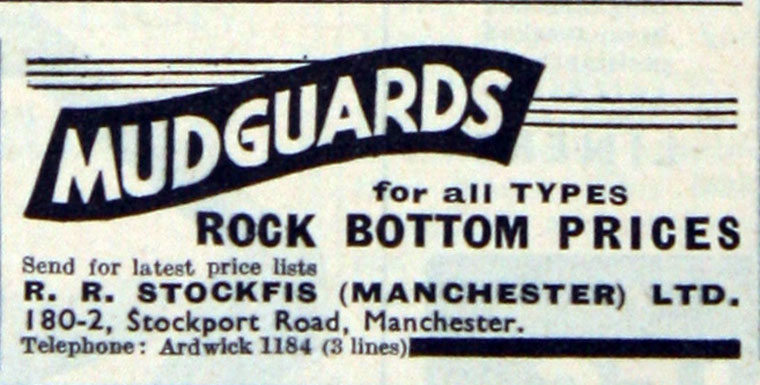 MUDGUARDS
for all TYPES
ROCK BOTTOM PRICES
Send for latest price lists
R. R. STOCKFIS (MANCHESTER) LTD.
180-2, Stockport Road, Manchester.
Telephone: Ardwick 1184 (3 lines)